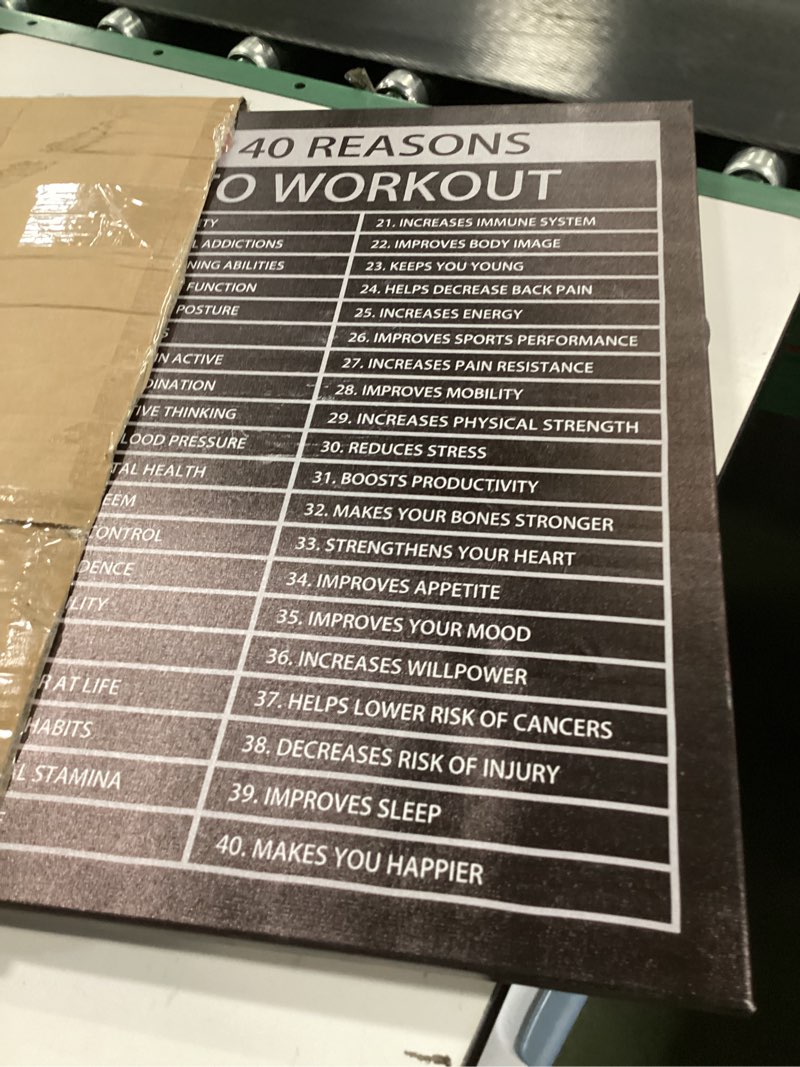 40 REASONS
TO WORKOUT
ADDICTIONS
ABILITIES
FUNCTION
POSTURE
ACTIVE
THINKING
PRESSURE
HEALTH
AT LIFE
HABITS
STAMINA
21. INCREASES IMMUNE SYSTEM
22. IMPROVES BODY IMAGE
23. KEEPS YOU YOUNG
24. HELPS DECREASE BACK PAIN
25. INCREASES ENERGY
26. IMPROVES SPORTS PERFORMANCE
27. INCREASES PAIN RESISTANCE
28. IMPROVES MOBILITY
29. INCREASES PHYSICAL STRENGTH
30. REDUCES STRESS
31. BOOSTS PRODUCTIVITY
32. MAKES YOUR BONES STRONGER
33. STRENGTHENS YOUR HEART
34. IMPROVES APPETITE
35. IMPROVES YOUR MOOD
36. INCREASES WILLPOWER
37. HELPS LOWER RISK OF CANCERS
38. DECREASES RISK OF INJURY
39. IMPROVES SLEEP
40. MAKES YOU HAPPIER